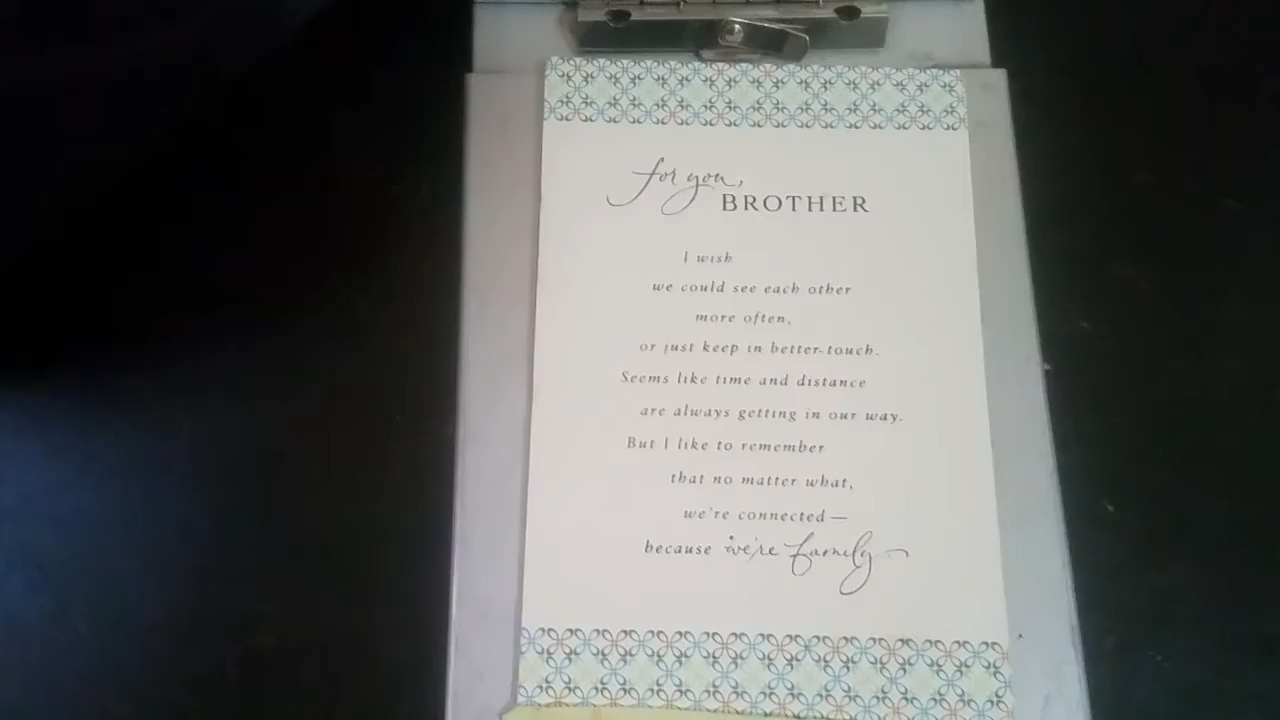 for you,
BROTHER
I wish
we could see each other
more often,
or just keep in better touch.
Seems like time and distance
are always getting in our way.
But I like to remember
that no matter what,
we're connected—
because we're family